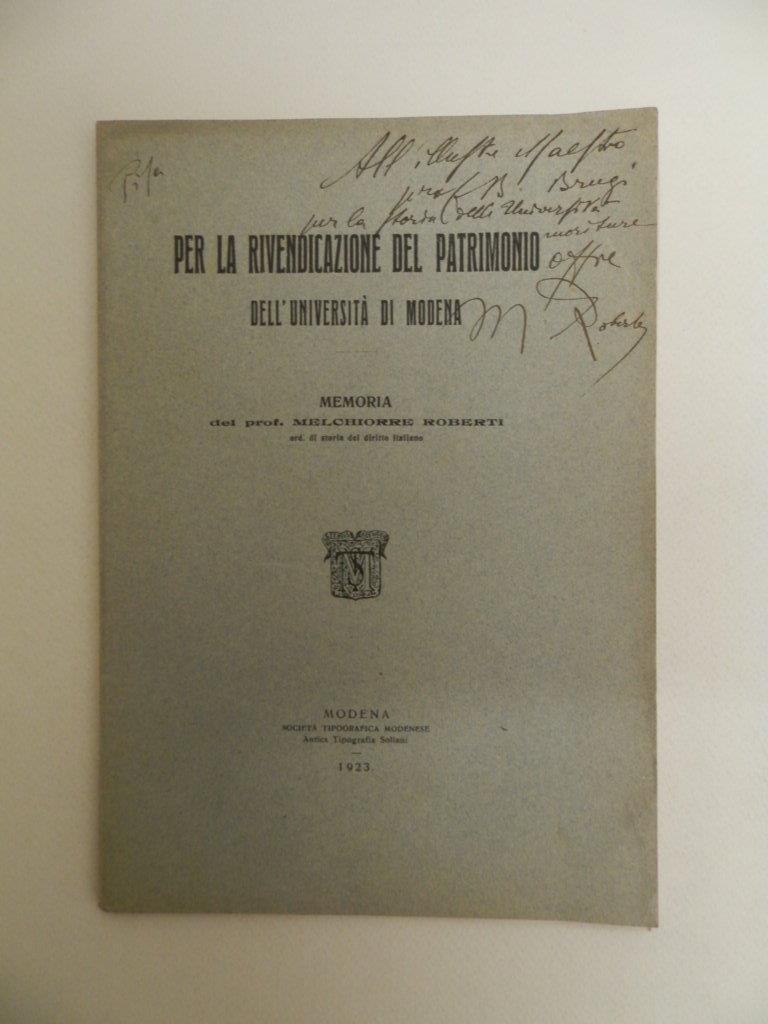 Pisa
All' illustre Maestro
prof. B. Brugi
per la storia delle Università
moriture
offre
M Roberti
PER LA RIVENDICAZIONE DEL PATRIMONIO
DELL'UNIVERSITÀ DI MODENA
MEMORIA
del prof. MELCHIORRE ROBERTI
ord. di storia del diritto italiano
MODENA
SOCIETÀ TIPOGRAFICA MODENESE
Antica Tipografia Soliani
1923.